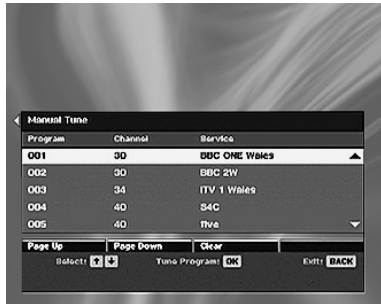 Manual Tune
Program Channel Service
001 30 BBC ONE Wales
002 30 BBC 2W
003 34 ITV 1 Wales
004 40 S4C
005 40 five
Page Up Page Down Clear
Select: ↑ ↓ Tune Program: OK Exit: BACK